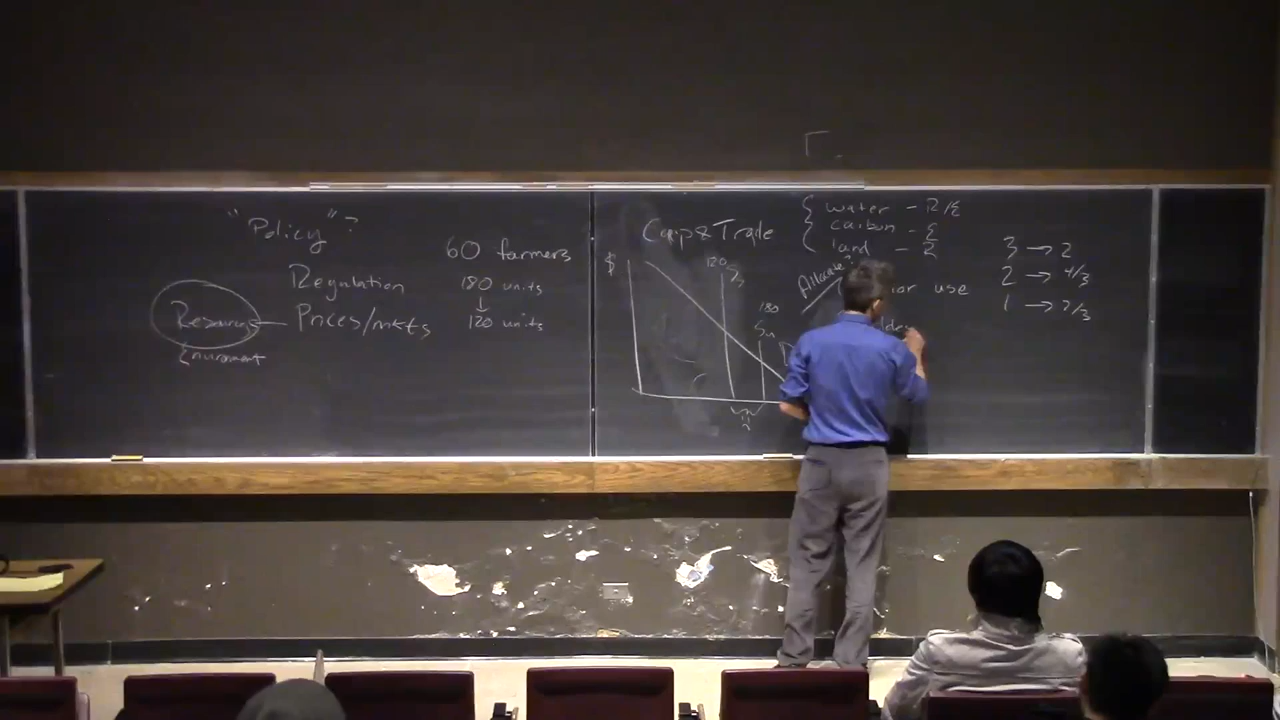 "Policy"?
60 farmers
Regulation
180 units
↓
120 units
Prices/mkts
Environment
Cap & Trade
water - R/E
carbon - E
land - R
$
120
180
Allocate?
use
3 → 2
2 → 4/3
1 → 2/3